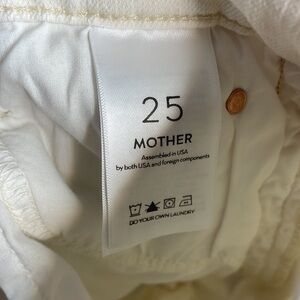 25
MOTHER
Assembled in USA
by both USA and foreign components
DO YOUR OWN LAUNDRY